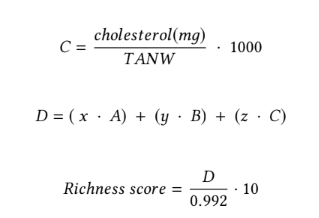 C = cholesterol(mg) / TANW · 1000
D = ( x · A) + (y · B) + (z · C)
Richness score = D / 0.992 · 10